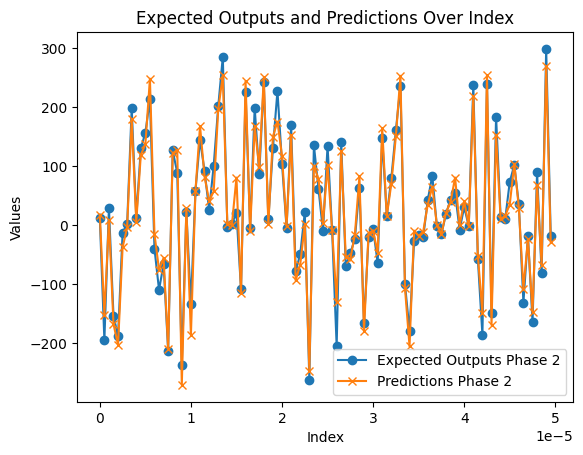 Expected Outputs and Predictions Over Index
Values
300
200
100
0
−100
−200
Expected Outputs Phase 2
Predictions Phase 2
0
1
2
3
4
5
1e−5
Index